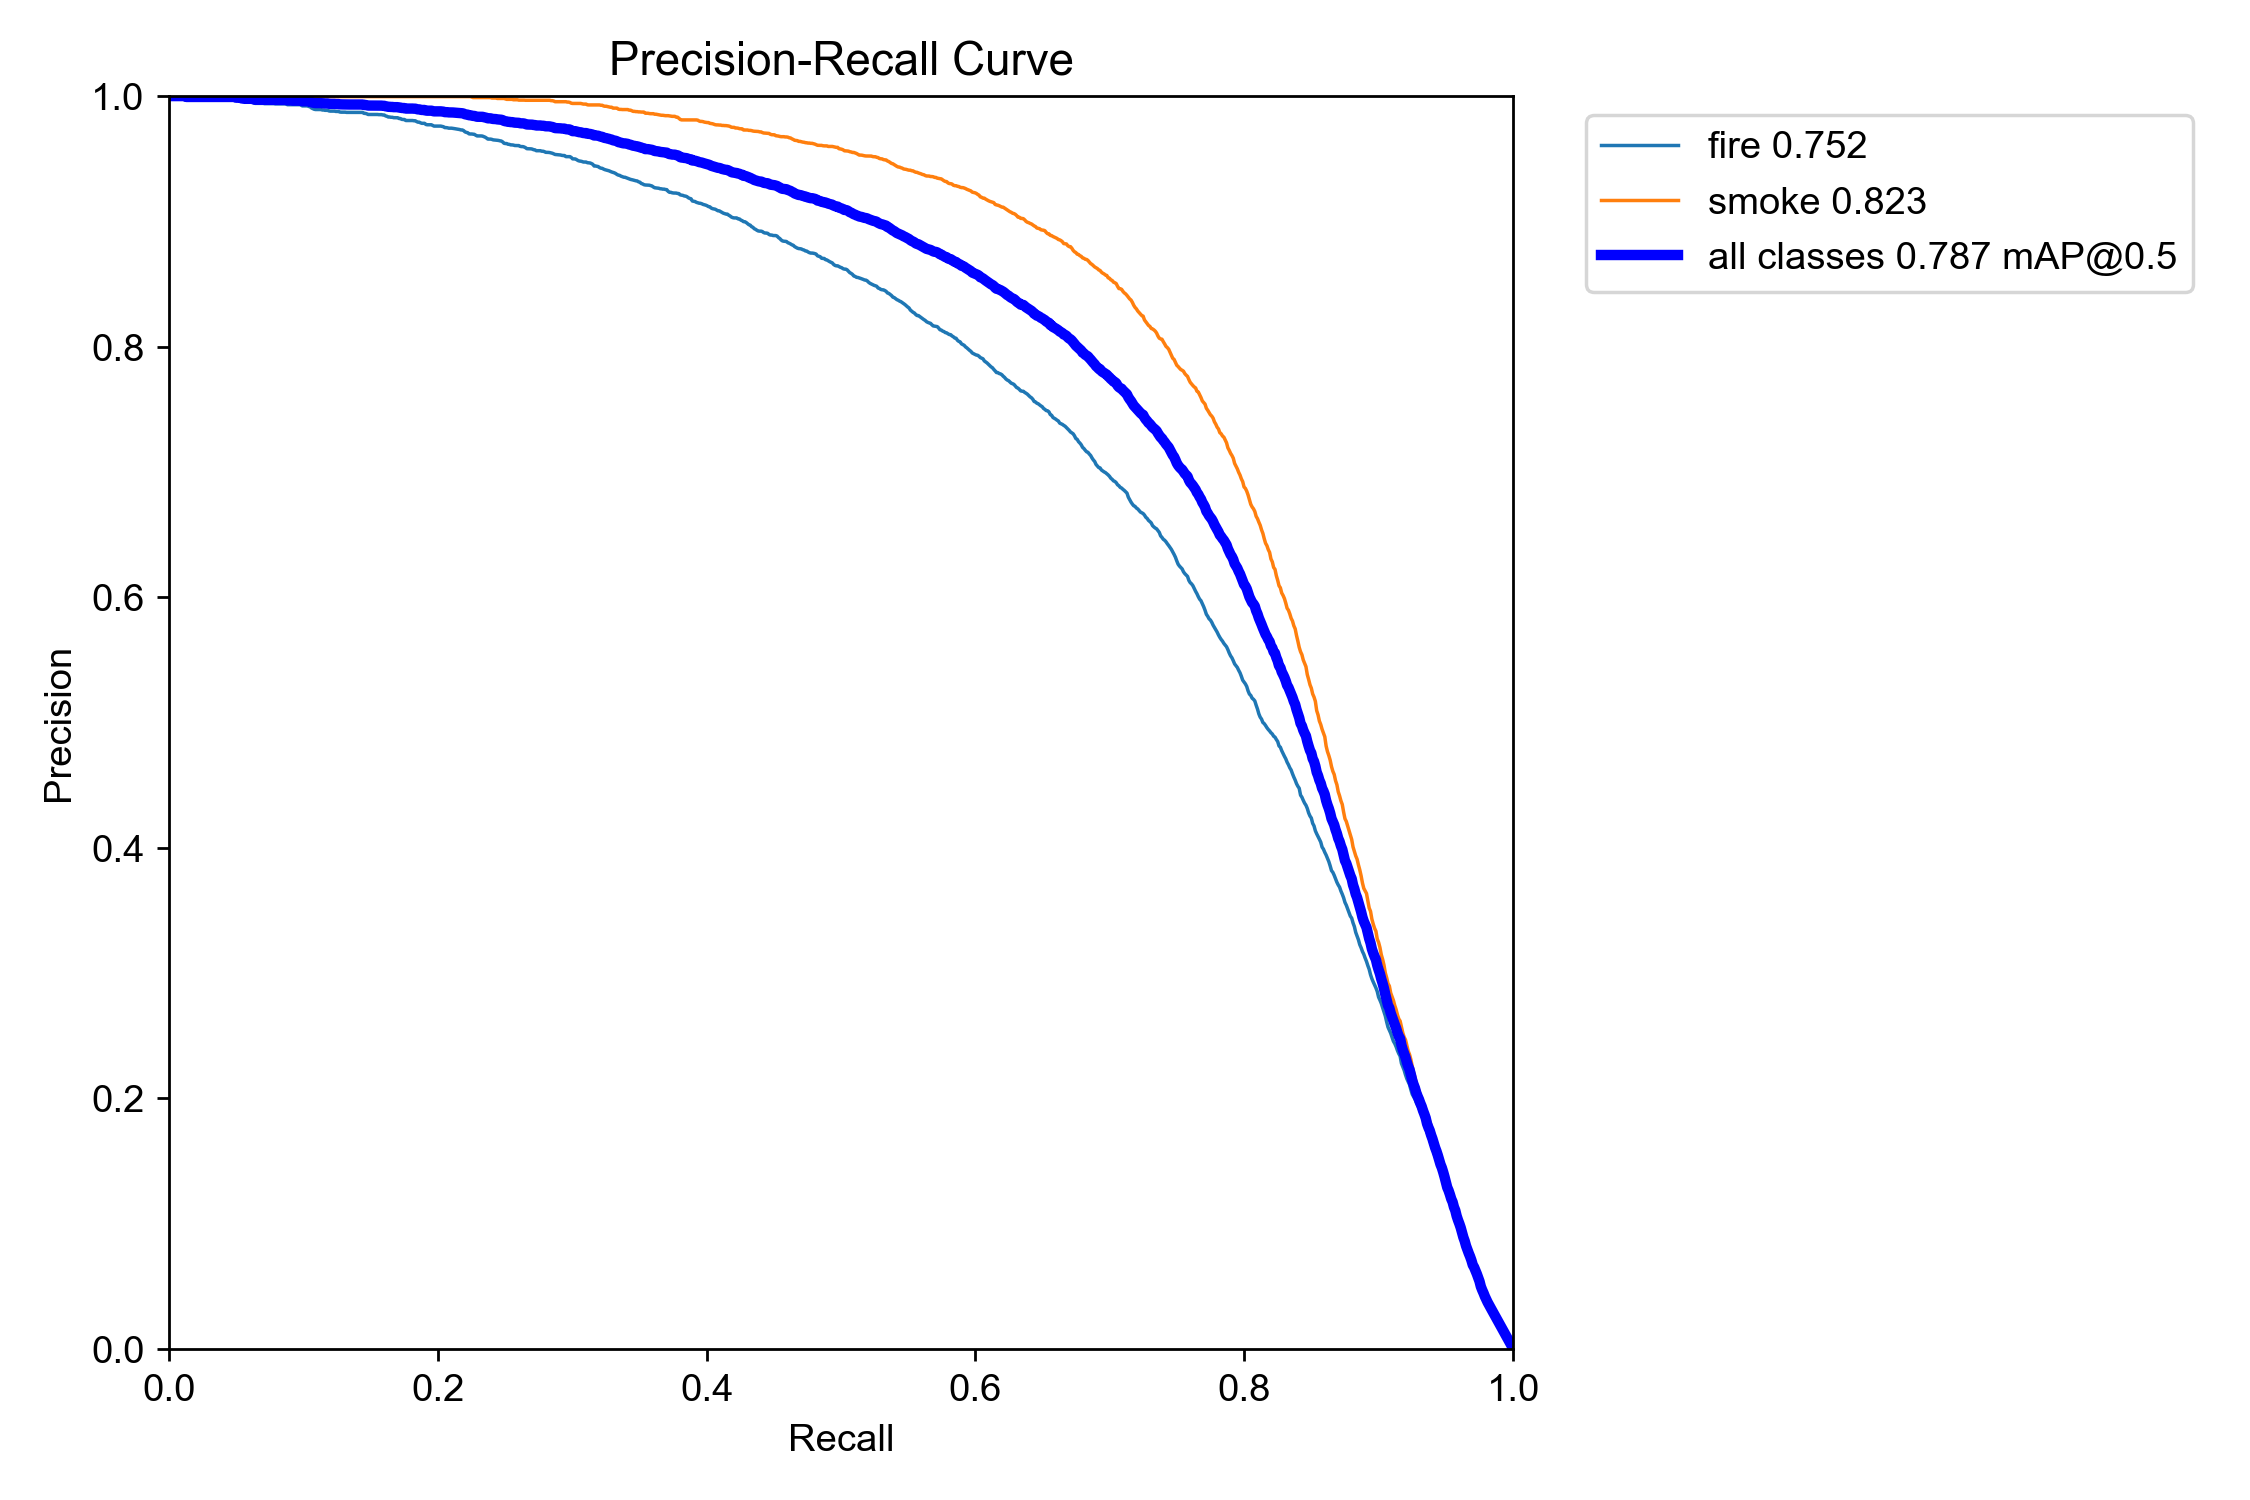 Precision-Recall Curve
1.0
0.8
0.6
0.4
0.2
0.0
Precision
0.0 0.2 0.4 0.6 0.8 1.0
Recall
fire 0.752
smoke 0.823
all classes 0.787 mAP@0.5